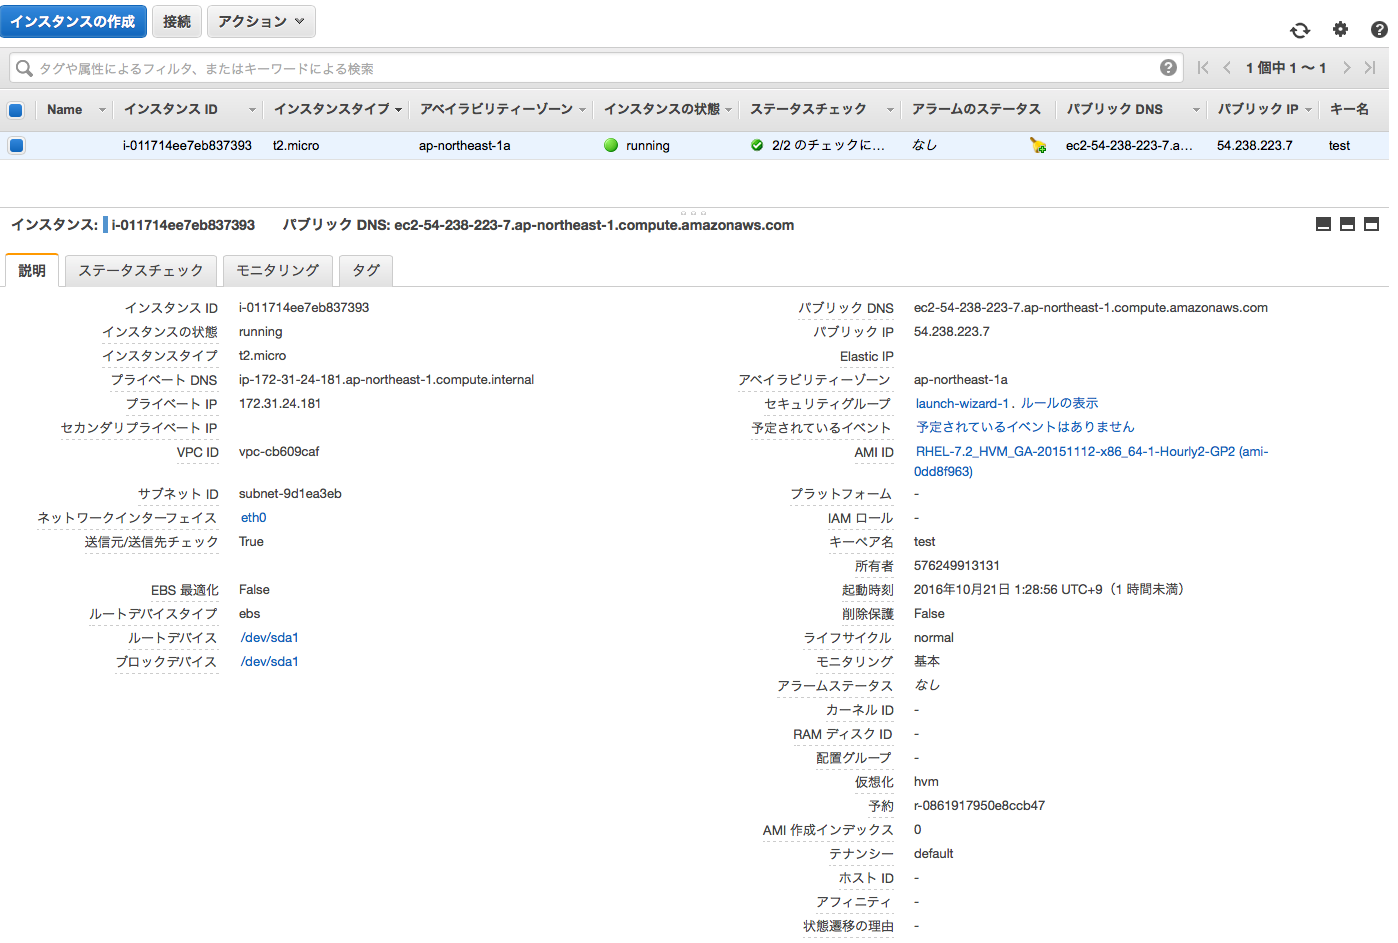 インスタンスの作成 接続 アクション
タグや属性によるフィルタ、またはキーワードによる検索 1 個中 1 ～ 1
Name インスタンス ID インスタンスタイプ アベイラビリティーゾーン インスタンスの状態 ステータスチェック アラームのステータス パブリック DNS パブリック IP キー名
i-011714ee7eb837393 t2.micro ap-northeast-1a running 2/2 のチェックに... なし ec2-54-238-223-7.a... 54.238.223.7 test
インスタンス: i-011714ee7eb837393 パブリック DNS: ec2-54-238-223-7.ap-northeast-1.compute.amazonaws.com
説明 ステータスチェック モニタリング タグ
インスタンス ID i-011714ee7eb837393
インスタンスの状態 running
インスタンスタイプ t2.micro
プライベート DNS ip-172-31-24-181.ap-northeast-1.compute.internal
プライベート IP 172.31.24.181
セカンダリプライベート IP
VPC ID vpc-cb609caf
サブネット ID subnet-9d1ea3eb
ネットワークインターフェイス eth0
送信元/送信先チェック True
EBS 最適化 False
ルートデバイスタイプ ebs
ルートデバイス /dev/sda1
ブロックデバイス /dev/sda1
パブリック DNS ec2-54-238-223-7.ap-northeast-1.compute.amazonaws.com
パブリック IP 54.238.223.7
Elastic IP
アベイラビリティーゾーン ap-northeast-1a
セキュリティグループ launch-wizard-1. ルールの表示
予定されているイベント 予定されているイベントはありません
AMI ID RHEL-7.2_HVM_GA-20151112-x86_64-1-Hourly2-GP2 (ami-
0dd8f963)
プラットフォーム -
IAM ロール -
キーペア名 test
所有者 576249913131
起動時刻 2016年10月21日 1:28:56 UTC+9（1 時間未満）
削除保護 False
ライフサイクル normal
モニタリング 基本
アラームステータス なし
カーネル ID -
RAM ディスク ID -
配置グループ -
仮想化 hvm
予約 r-0861917950e8ccb47
AMI 作成インデックス 0
テナンシー default
ホスト ID -
アフィニティ -
状態遷移の理由 -